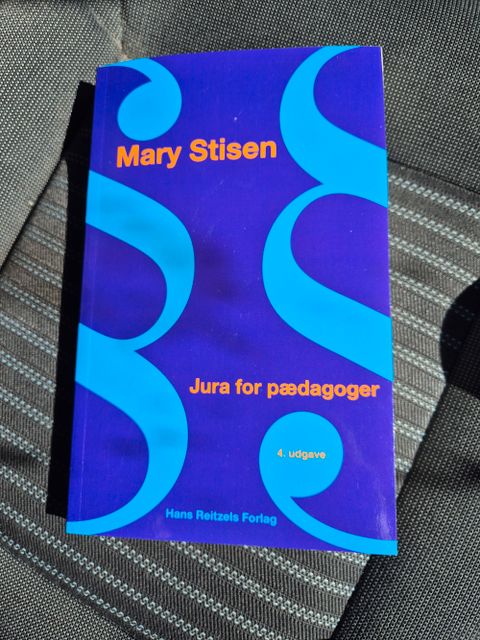 Mary Stisen
Jura for pædagoger
4. udgave
Hans Reitzels Forlag